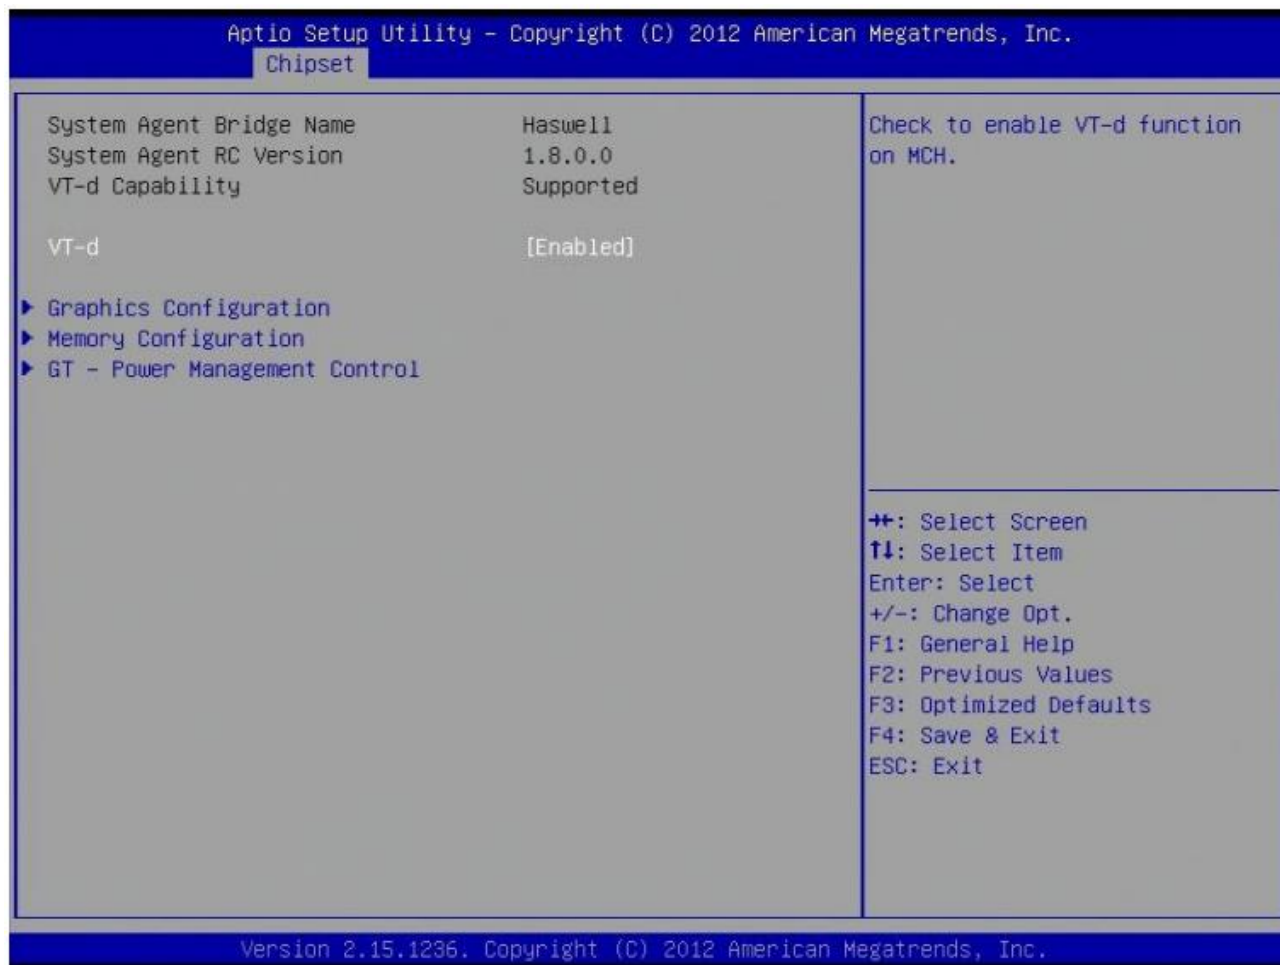 Aptio Setup Utility – Copyright (C) 2012 American Megatrends, Inc.
Chipset
System Agent Bridge Name Haswell
System Agent RC Version 1.8.0.0
VT-d Capability Supported
VT-d [Enabled]
Graphics Configuration
Memory Configuration
GT – Power Management Control
Check to enable VT-d function
on MCH.
→←: Select Screen
↑↓: Select Item
Enter: Select
+/-: Change Opt.
F1: General Help
F2: Previous Values
F3: Optimized Defaults
F4: Save & Exit
ESC: Exit
Version 2.15.1236. Copyright (C) 2012 American Megatrends, Inc.